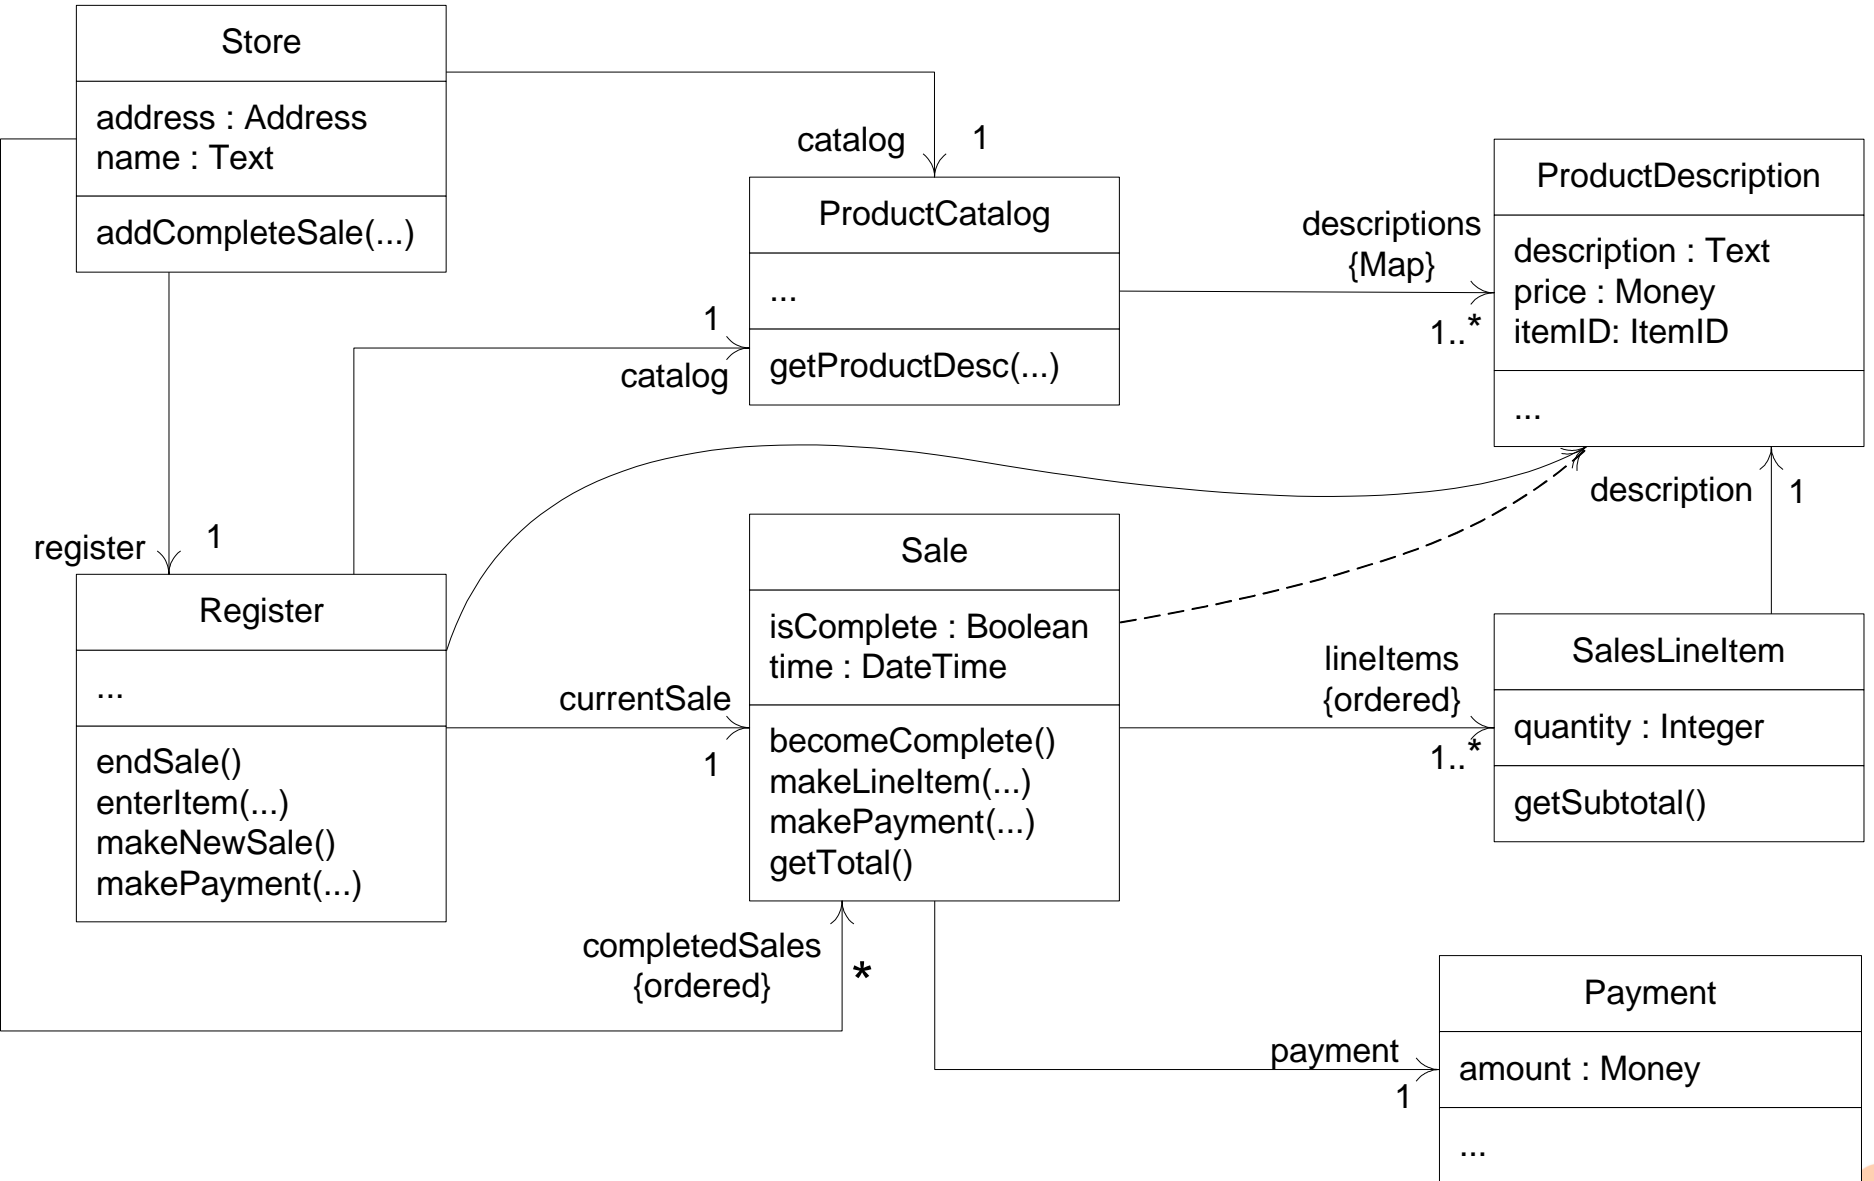 Store
address : Address
name : Text
addCompleteSale(...)
catalog
1
ProductCatalog
...
getProductDesc(...)
descriptions
{Map}
1..*
ProductDescription
description : Text
price : Money
itemID: ItemID
...
1
catalog
register
1
Register
...
endSale()
enterItem(...)
makeNewSale()
makePayment(...)
currentSale
1
Sale
isComplete : Boolean
time : DateTime
becomeComplete()
makeLineItem(...)
makePayment(...)
getTotal()
description
1
lineItems
{ordered}
1..*
SalesLineItem
quantity : Integer
getSubtotal()
completedSales
{ordered}
*
payment
1
Payment
amount : Money
...